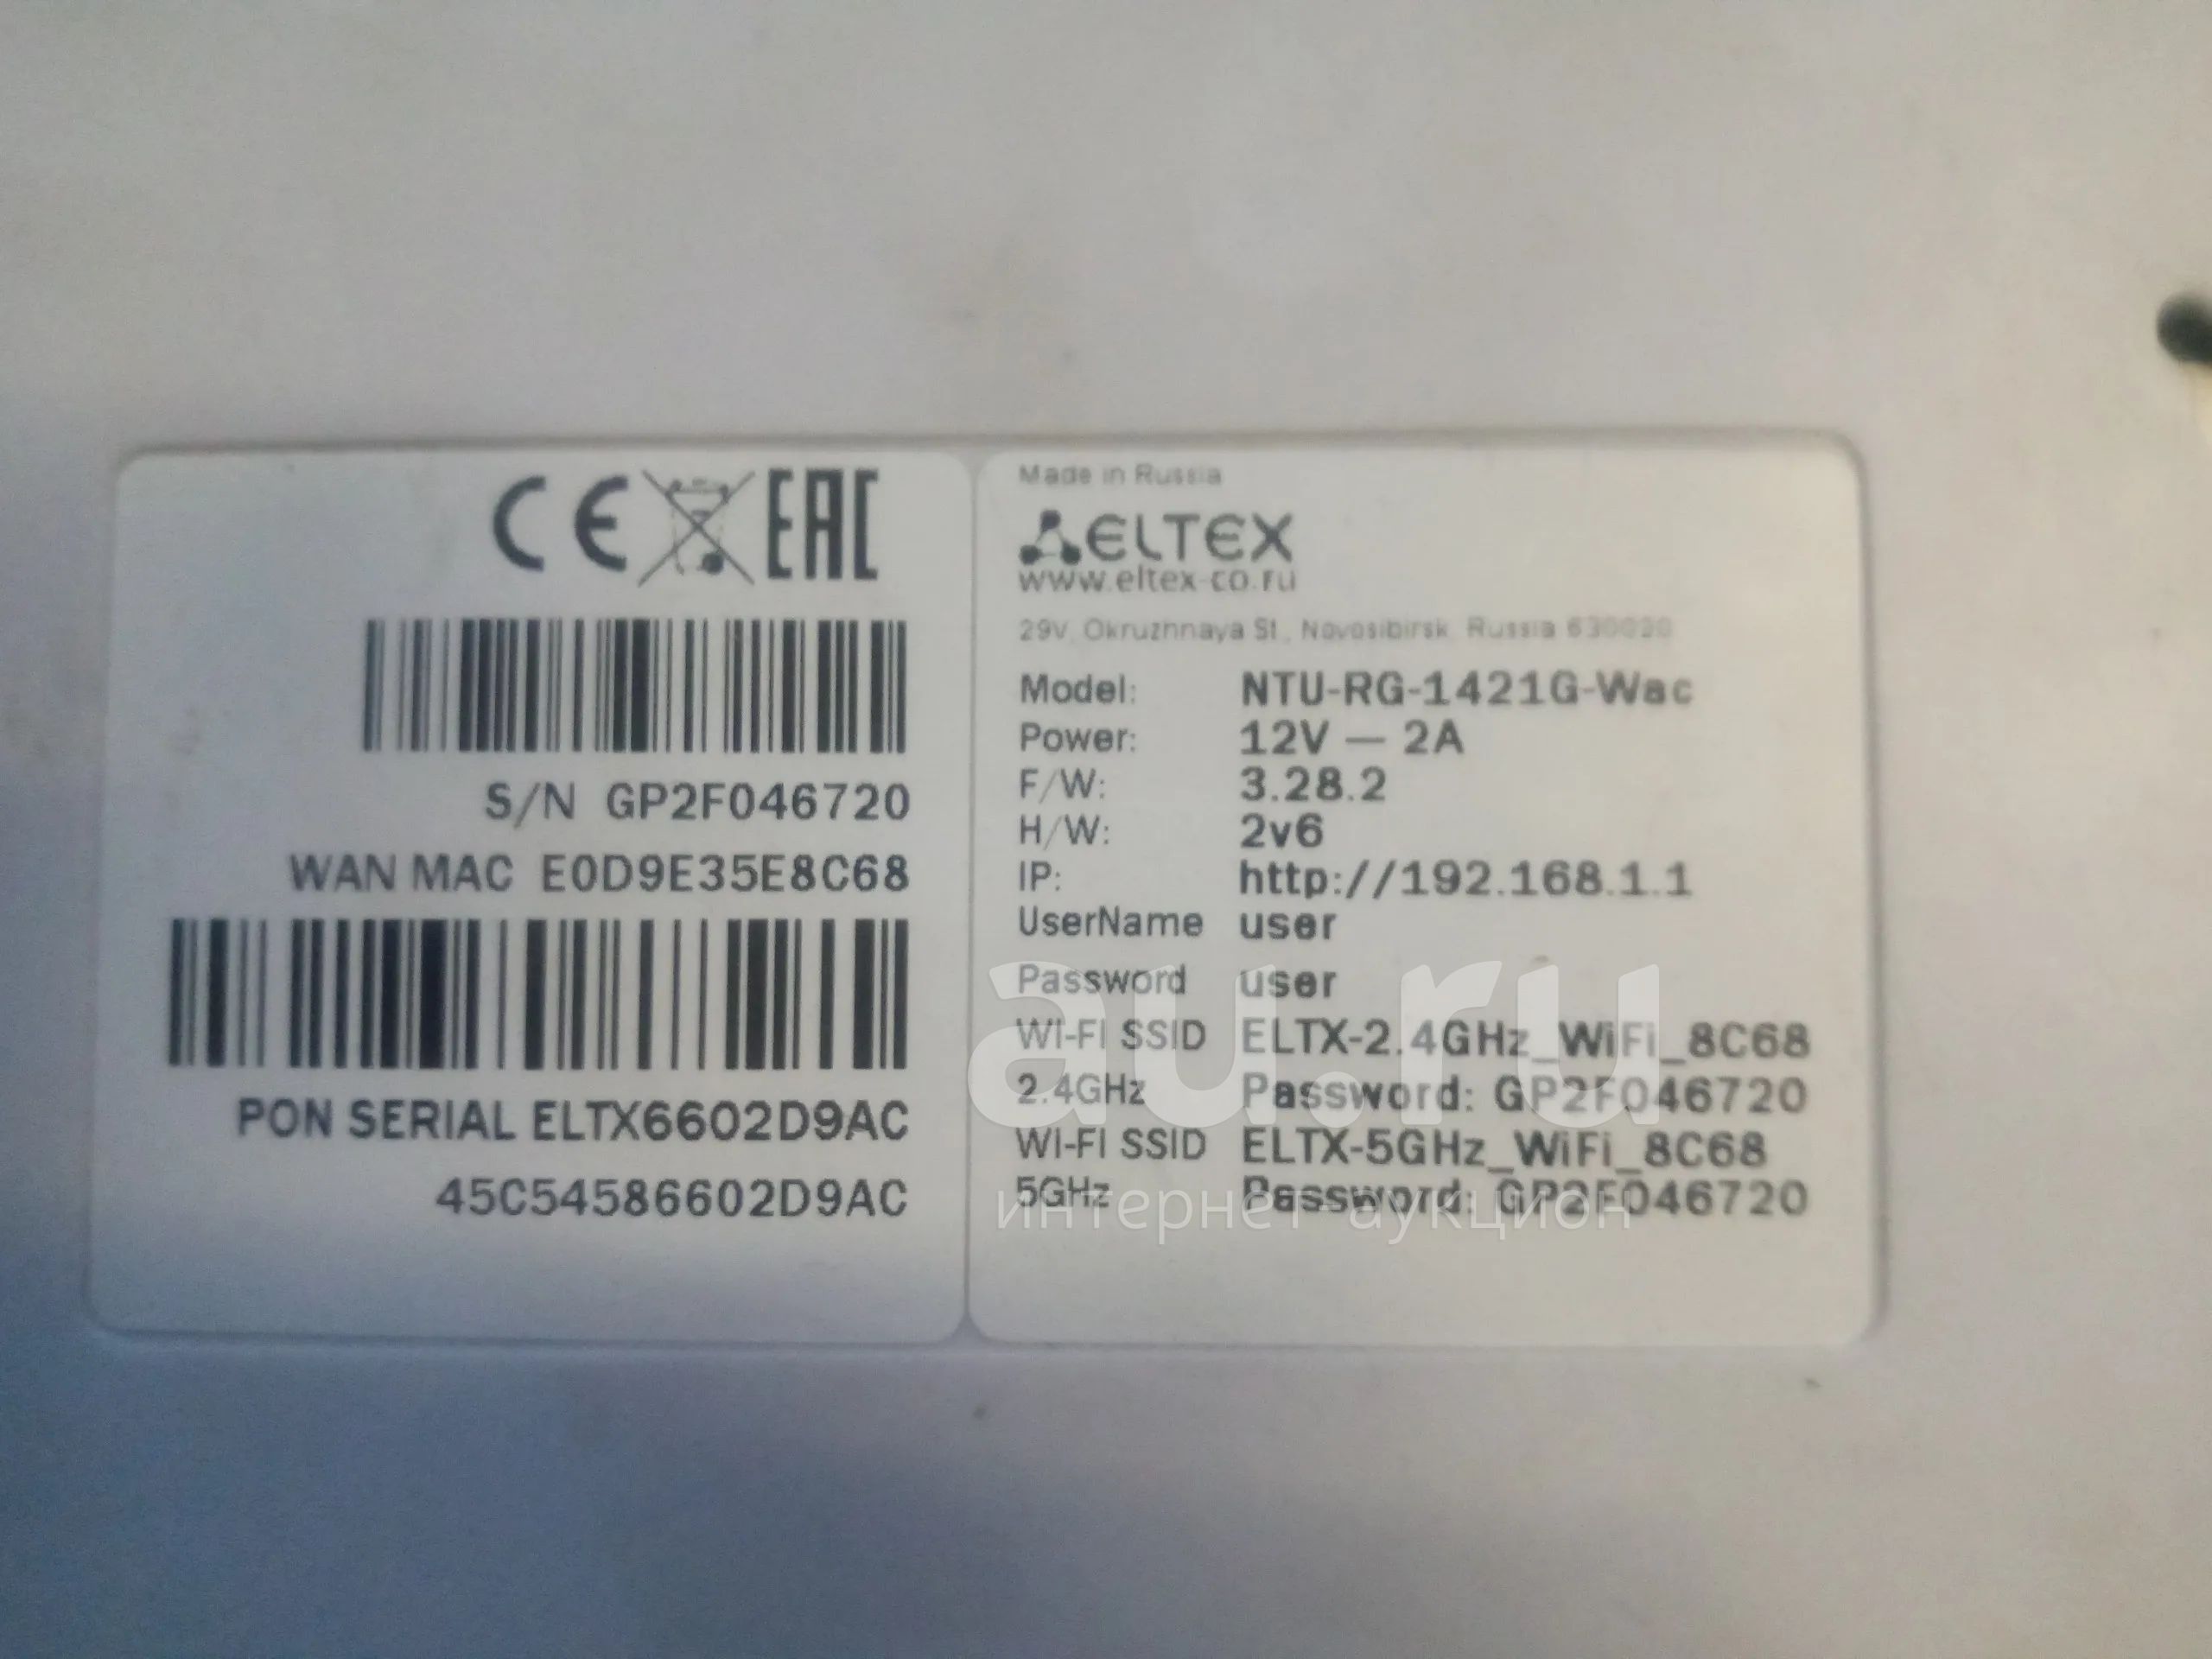 CE EAC
S/N GP2F046720
WAN MAC E0D9E35E8C68
PON SERIAL ELTX6602D9AC
45C54586602D9AC
Made in Russia
ELTEX
www.eltex-co.ru
29V, Okruzhnaya St., Novosibirsk, Russia 630020
Model: NTU-RG-1421G-Wac
Power: 12V — 2A
F/W: 3.28.2
H/W: 2v6
IP: http://192.168.1.1
UserName user
Password user
WI-FI SSID ELTX-2.4GHz_WiFi_8C68
2.4GHz Password: GP2F046720
WI-FI SSID ELTX-5GHz_WiFi_8C68
5GHz Password: GP2F046720
au.ru
интернет-аукцион